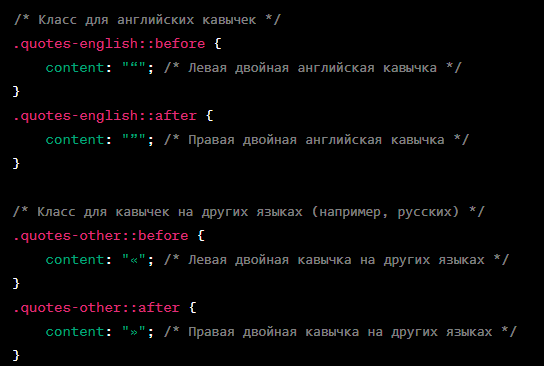 /* Класс для английских кавычек */
.quotes-english::before {
    content: "“"; /* Левая двойная английская кавычка */
}
.quotes-english::after {
    content: "”"; /* Правая двойная английская кавычка */
}

/* Класс для кавычек на других языках (например, русских) */
.quotes-other::before {
    content: "«"; /* Левая двойная кавычка на других языках */
}
.quotes-other::after {
    content: "»"; /* Правая двойная кавычка на других языках */
}